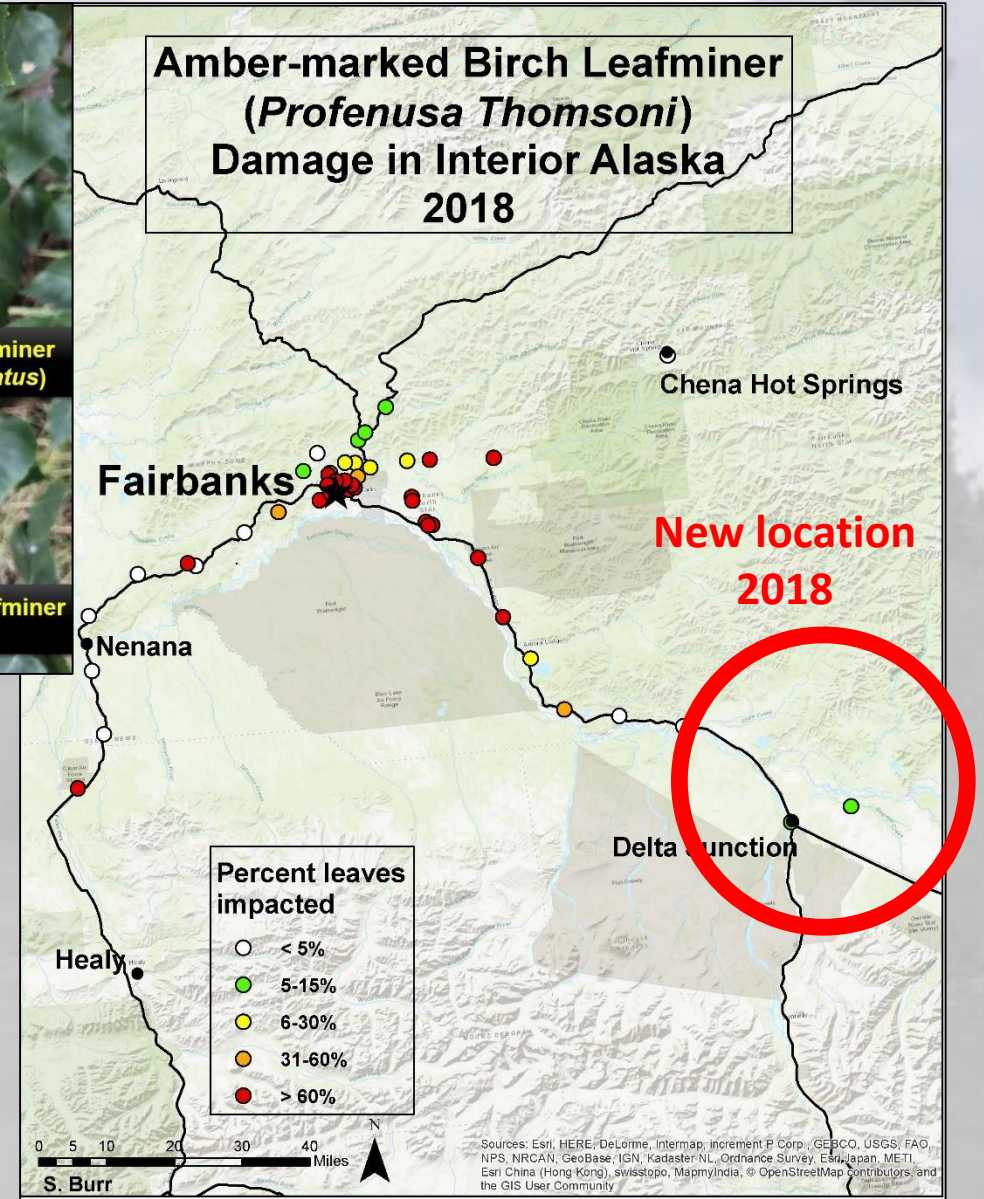 Amber-marked Birch Leafminer
(Profenusa Thomsoni)
Damage in Interior Alaska
2018
miner
tus)
fminer
Chena Hot Springs
Fairbanks
New location
2018
Nenana
Delta Junction
Healy
Percent leaves
impacted
< 5%
5-15%
6-30%
31-60%
> 60%
0 5 10 20 30 40
Miles
N
S. Burr
Sources: Esri, HERE, DeLorme, Intermap, increment P Corp., GEBCO, USGS, FAO,
NPS, NRCAN, GeoBase, IGN, Kadaster NL, Ordnance Survey, Esri Japan, METI,
Esri China (Hong Kong), swisstopo, MapmyIndia, © OpenStreetMap contributors, and
the GIS User Community